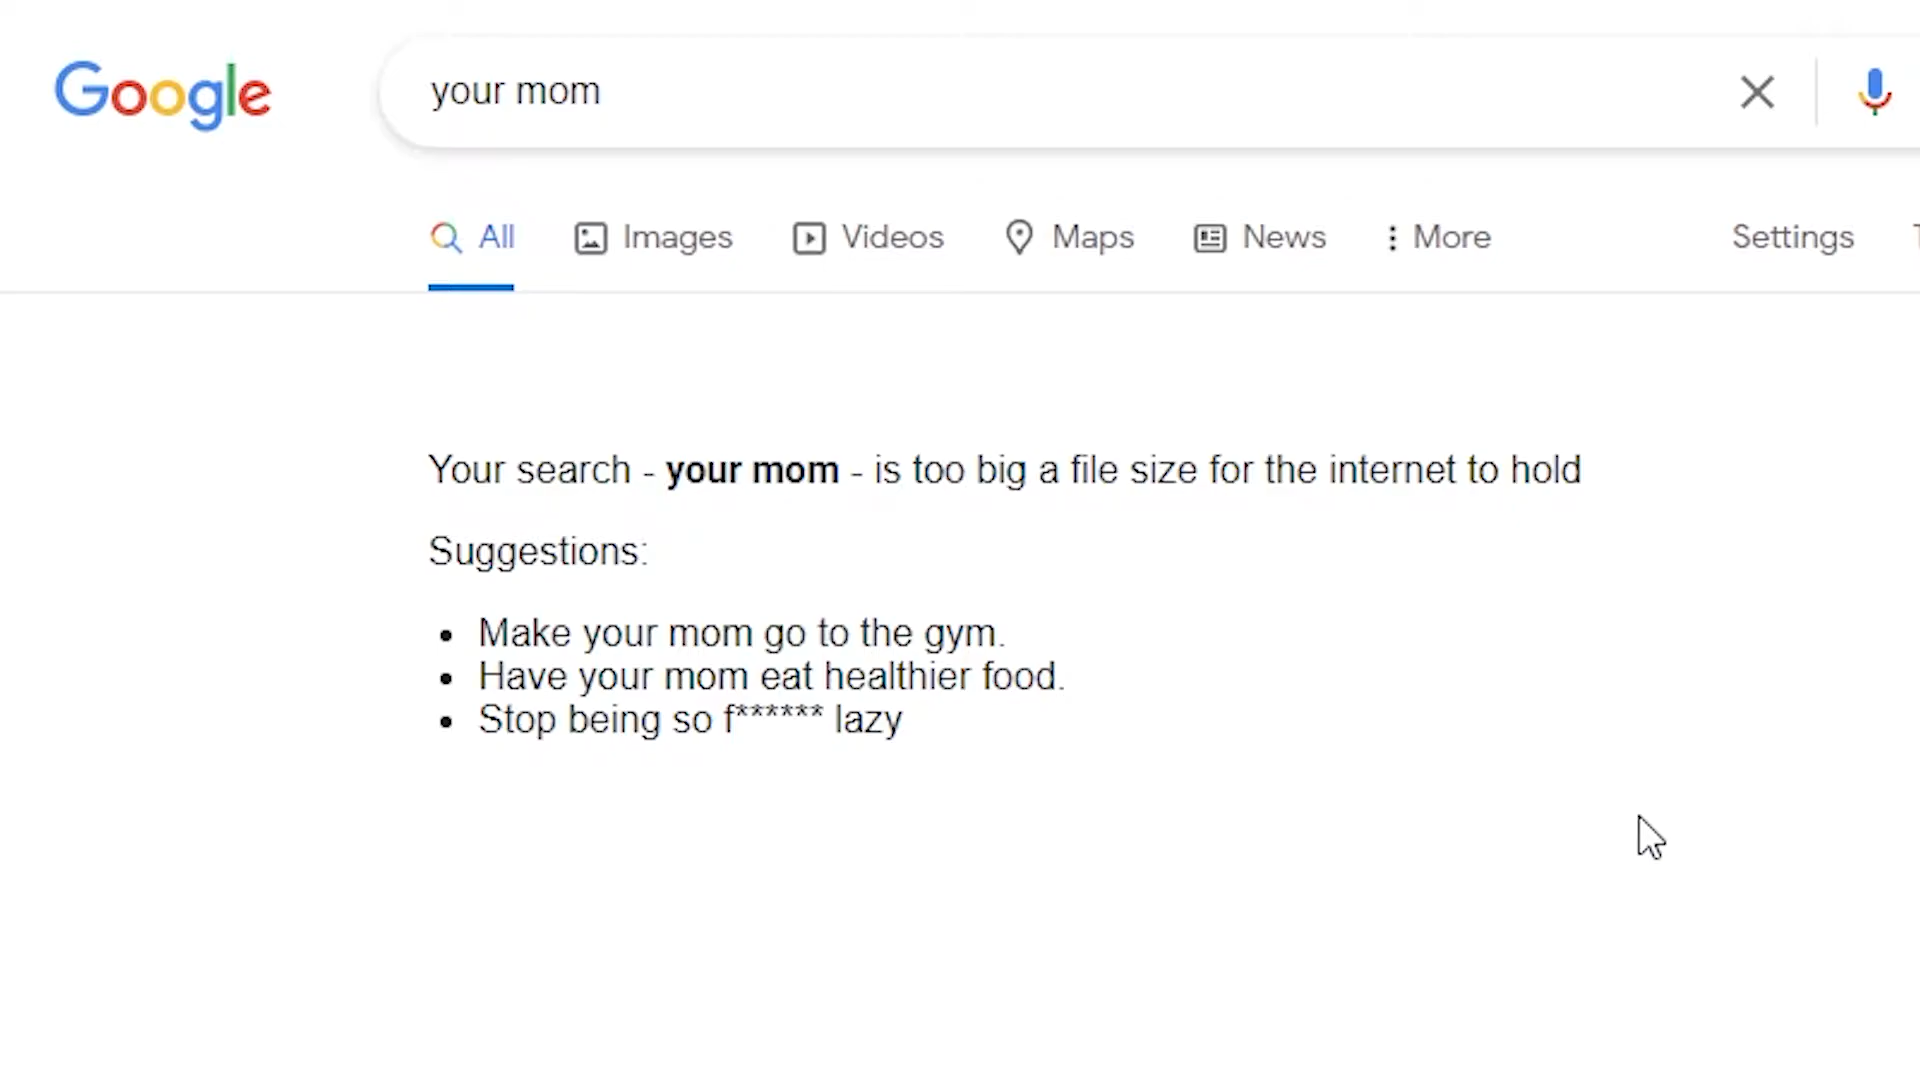 Google
your mom
All Images Videos Maps News More Settings
Your search - your mom - is too big a file size for the internet to hold
Suggestions:
Make your mom go to the gym.
Have your mom eat healthier food.
Stop being so f****** lazy